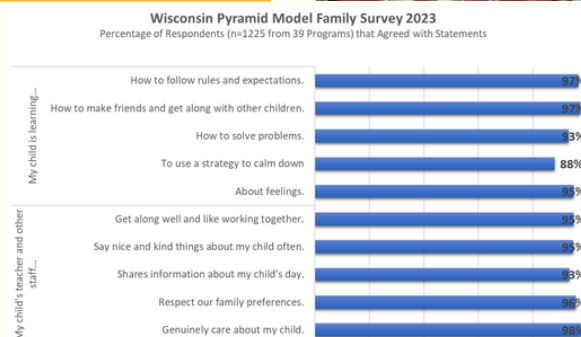 Wisconsin Pyramid Model Family Survey 2023
Percentage of Respondents (n=1225 from 39 Programs) that Agreed with Statements
My child is learning...
How to follow rules and expectations. 97%
How to make friends and get along with other children. 97%
How to solve problems. 93%
To use a strategy to calm down 88%
About feelings. 95%
My child's teacher and other
staff...
Get along well and like working together. 95%
Say nice and kind things about my child often. 95%
Shares information about my child's day. 93%
Respect our family preferences. 96%
Genuinely care about my child. 98%